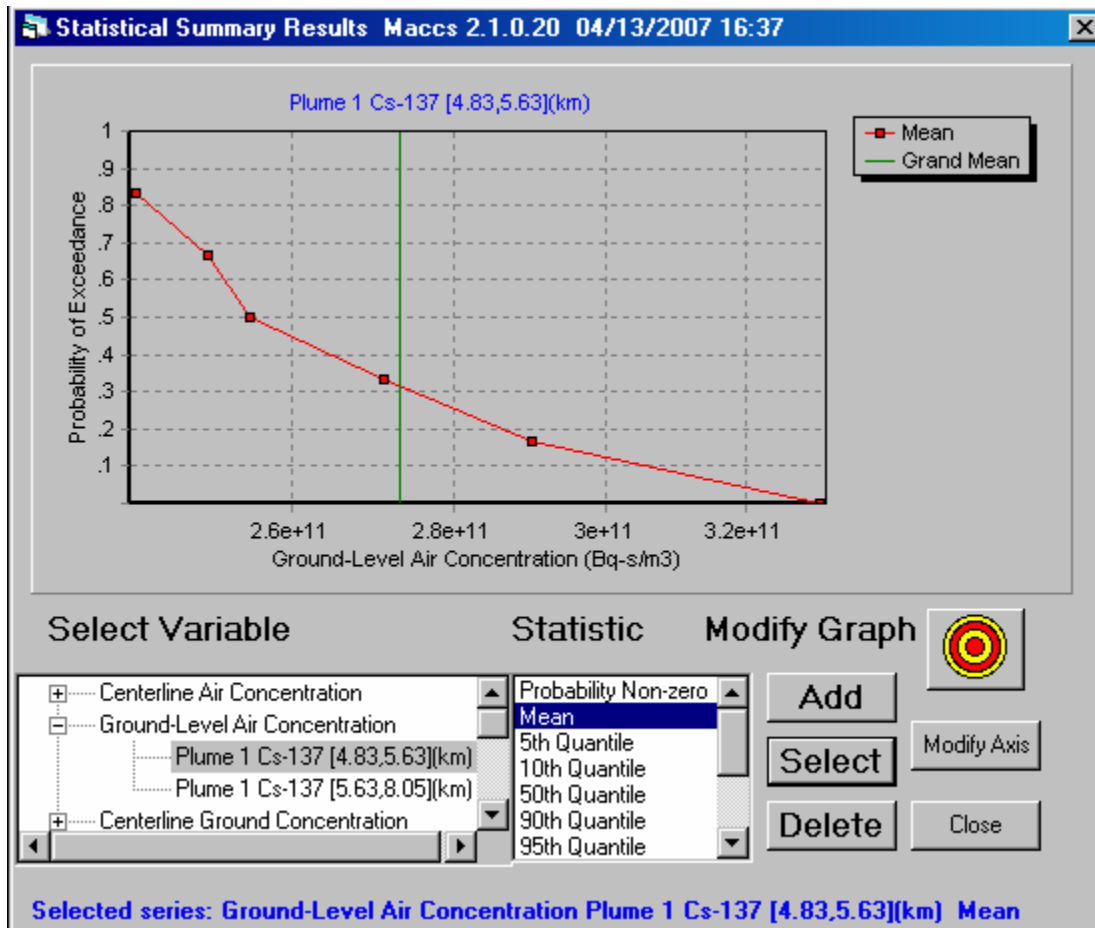 Statistical Summary Results Maccs 2.1.0.20 04/13/2007 16:37
Plume 1 Cs-137 [4.83,5.63](km)
Mean
Grand Mean
Probability of Exceedance
1
.9
.8
.7
.6
.5
.4
.3
.2
.1
2.6e+11 2.8e+11 3e+11 3.2e+11
Ground-Level Air Concentration (Bq-s/m3)
Select Variable Statistic Modify Graph
Centerline Air Concentration
Ground-Level Air Concentration
Plume 1 Cs-137 [4.83,5.63](km)
Plume 1 Cs-137 [5.63,8.05](km)
Centerline Ground Concentration
Probability Non-zero
Mean
5th Quantile
10th Quantile
50th Quantile
90th Quantile
95th Quantile
Add
Select
Delete
Modify Axis
Close
Selected series: Ground-Level Air Concentration Plume 1 Cs-137 [4.83,5.63](km) Mean